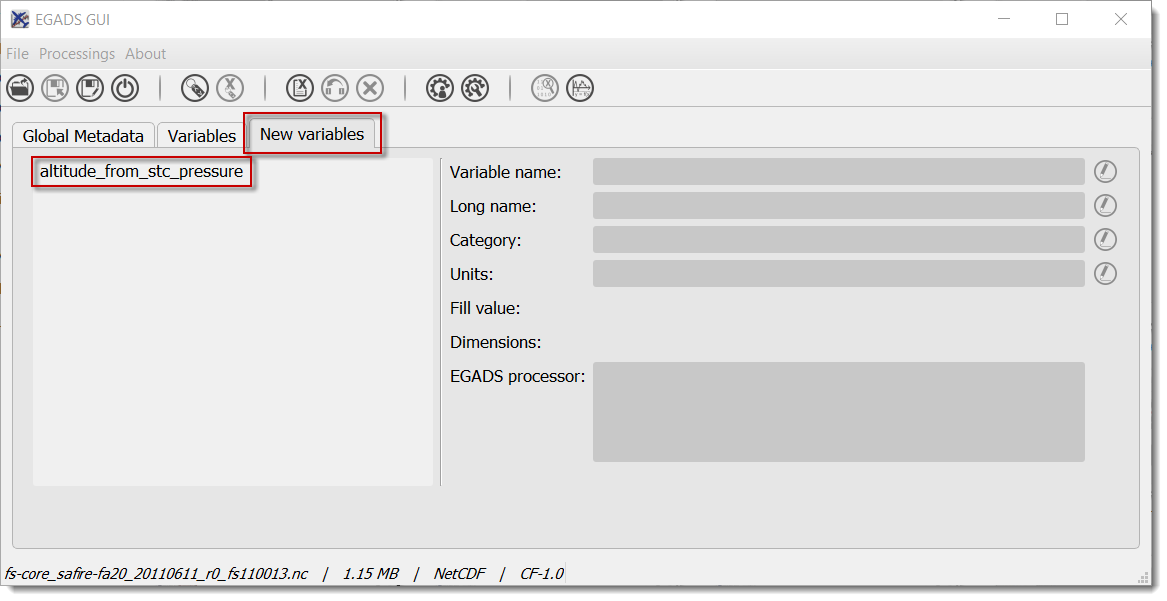 EGADS GUI
File Processings About
Global Metadata Variables New variables
altitude_from_stc_pressure
Variable name:
Long name:
Category:
Units:
Fill value:
Dimensions:
EGADS processor:
fs-core_safire-fa20_20110611_r0_fs110013.nc | 1.15 MB | NetCDF | CF-1.0